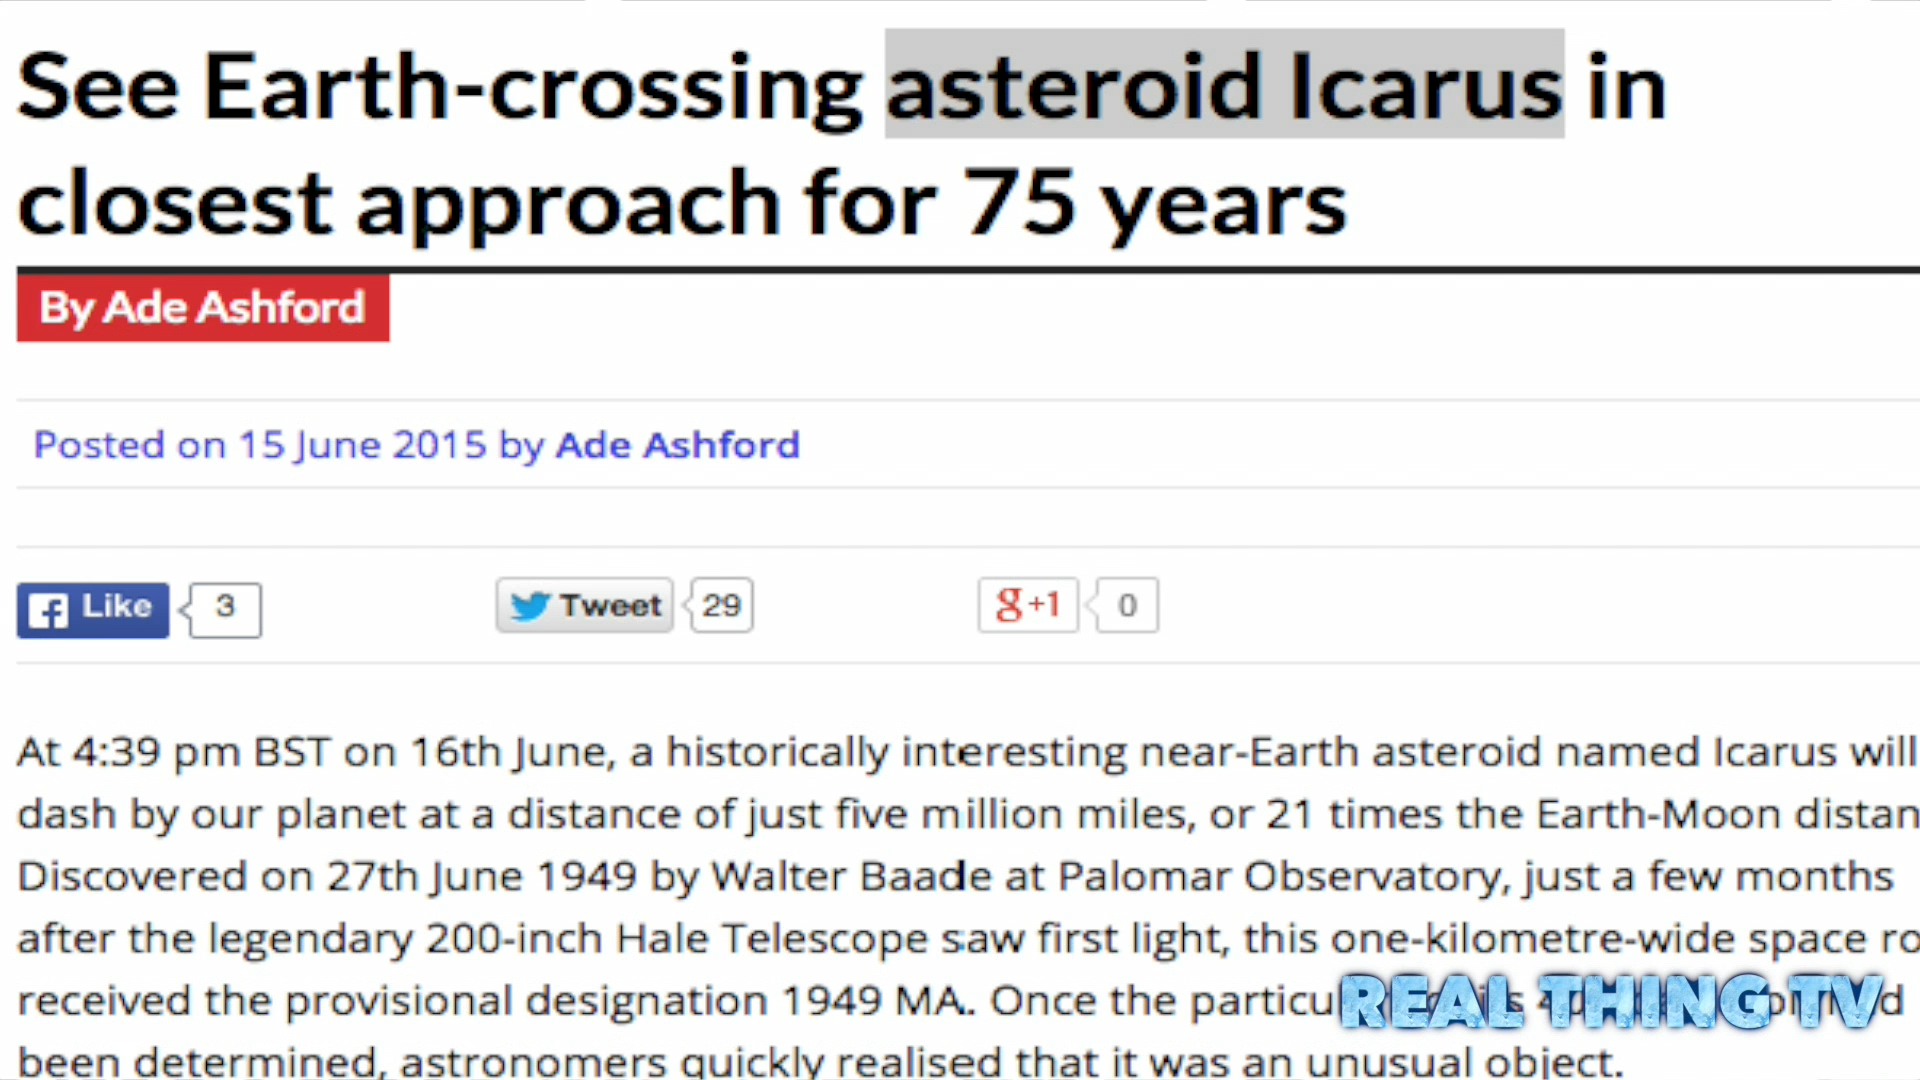 See Earth-crossing asteroid Icarus in
closest approach for 75 years
By Ade Ashford
Posted on 15 June 2015 by Ade Ashford
Like 3 Tweet 29 g+1 0
At 4:39 pm BST on 16th June, a historically interesting near-Earth asteroid named Icarus will
dash by our planet at a distance of just five million miles, or 21 times the Earth-Moon distan
Discovered on 27th June 1949 by Walter Baade at Palomar Observatory, just a few months
after the legendary 200-inch Hale Telescope saw first light, this one-kilometre-wide space ro
received the provisional designation 1949 MA. Once the particu
REAL THING TV
been determined, astronomers quickly realised that it was an unusual object.